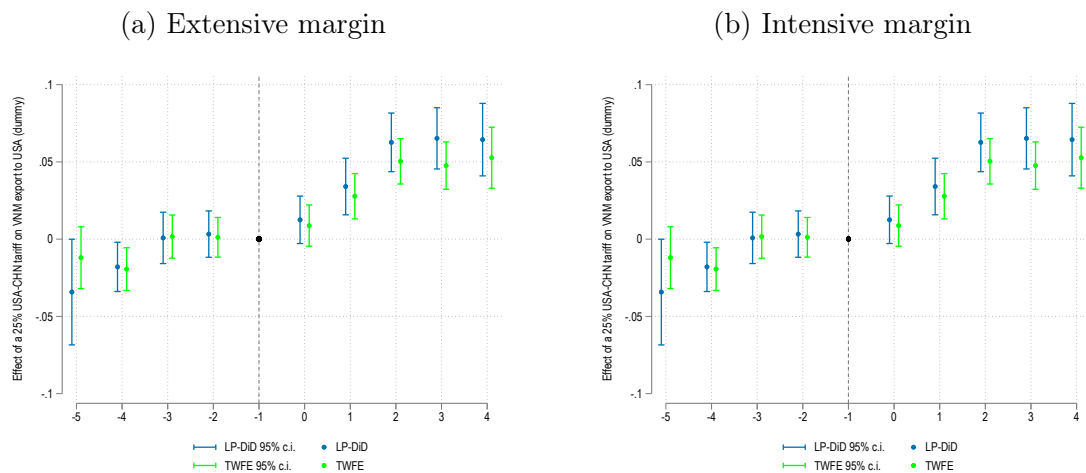 (a) Extensive margin
Effect of a 25% USA-CHN tariff on VNM export to USA (dummy)
.1
.05
0
-.05
-.1
-5 -4 -3 -2 -1 0 1 2 3 4
LP-DiD 95% c.i. LP-DiD
TWFE 95% c.i. TWFE
(b) Intensive margin
Effect of a 25% USA-CHN tariff on VNM export to USA (dummy)
.1
.05
0
-.05
-.1
-5 -4 -3 -2 -1 0 1 2 3 4
LP-DiD 95% c.i. LP-DiD
TWFE 95% c.i. TWFE